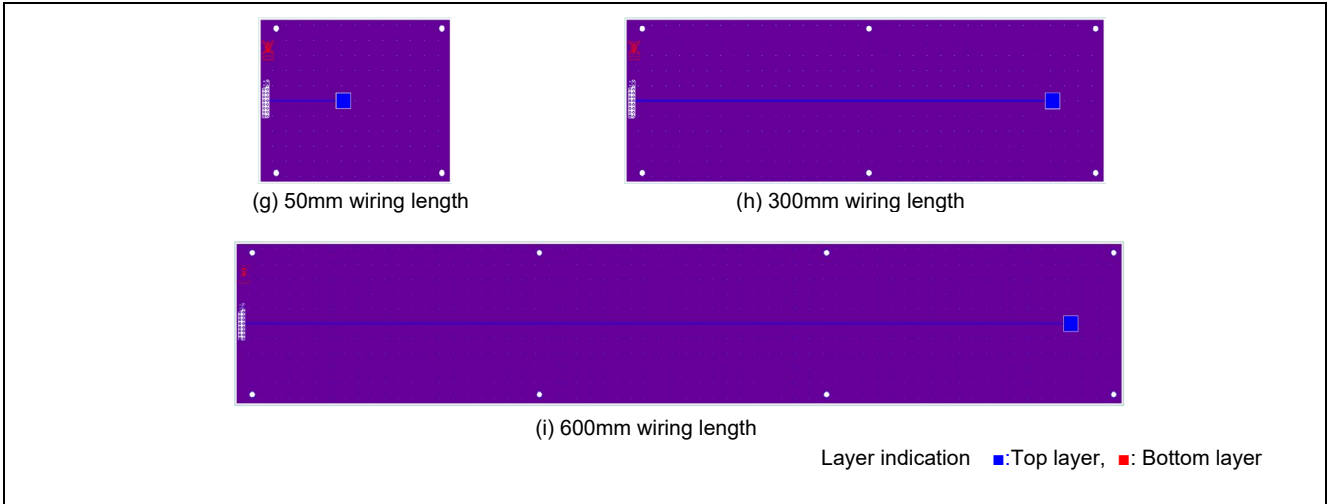 (g) 50mm wiring length
(h) 300mm wiring length
(i) 600mm wiring length
Layer indication ■:Top layer, ■: Bottom layer